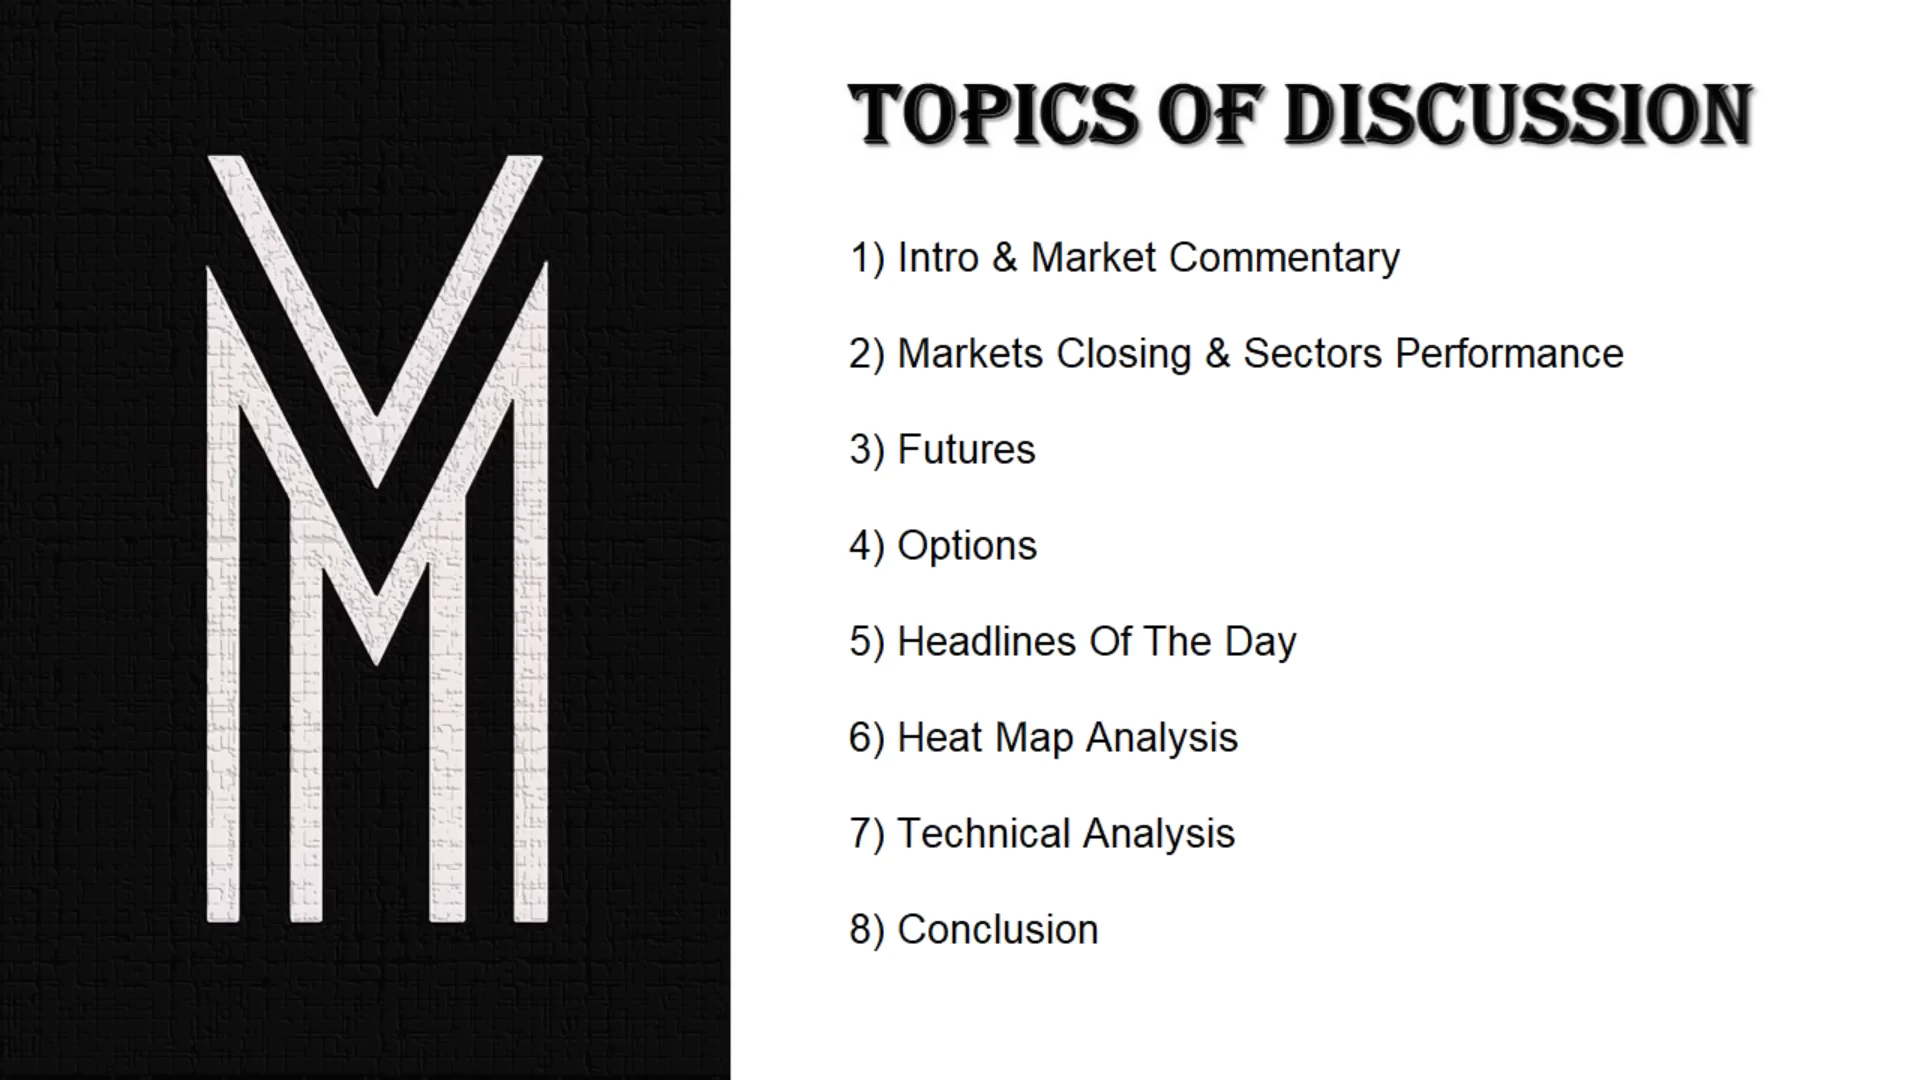 TOPICS OF DISCUSSION
1) Intro & Market Commentary
2) Markets Closing & Sectors Performance
3) Futures
4) Options
5) Headlines Of The Day
6) Heat Map Analysis
7) Technical Analysis
8) Conclusion